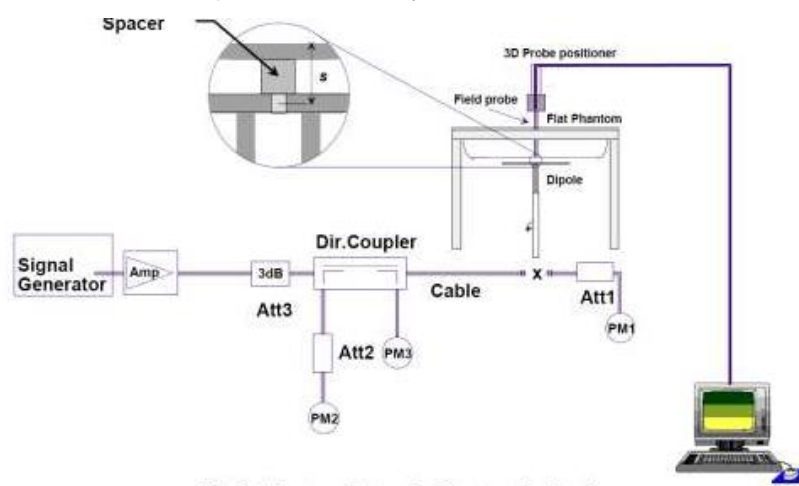 Spacer
s
3D Probe positioner
Field probe
Flat Phantom
Dipole
Dir.Coupler
Signal
Generator
Amp
3dB
Att3
Cable
x
Att1
PM1
Att2
PM3
PM2